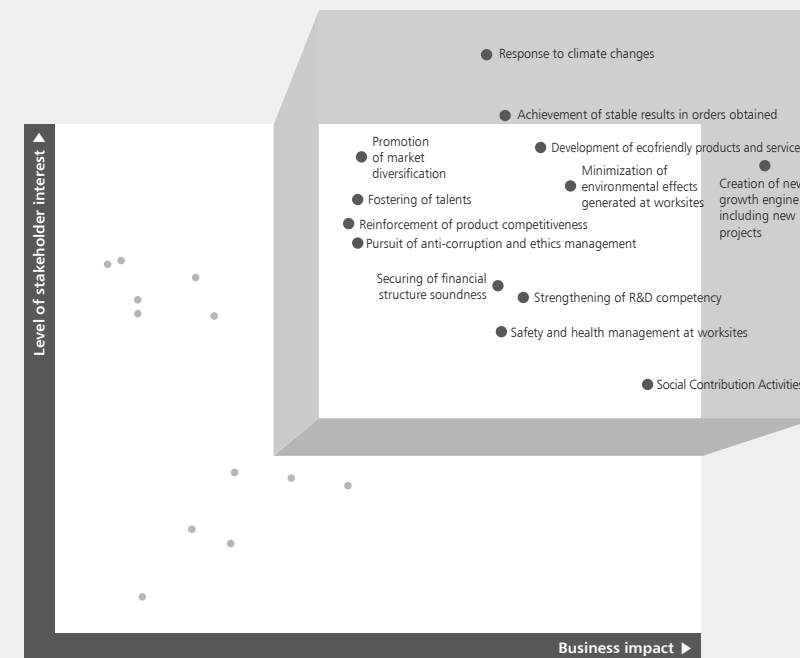 Response to climate changes
Achievement of stable results in orders obtained
Promotion
of market
diversification
Development of ecofriendly products and service
Minimization of
environmental effects
generated at worksites
Creation of new
growth engine
including new
projects
Fostering of talents
Reinforcement of product competitiveness
Pursuit of anti-corruption and ethics management
Securing of financial
structure soundness
Strengthening of R&D competency
Safety and health management at worksites
Social Contribution Activities
Level of stakeholder interest ▲
Business impact ▶